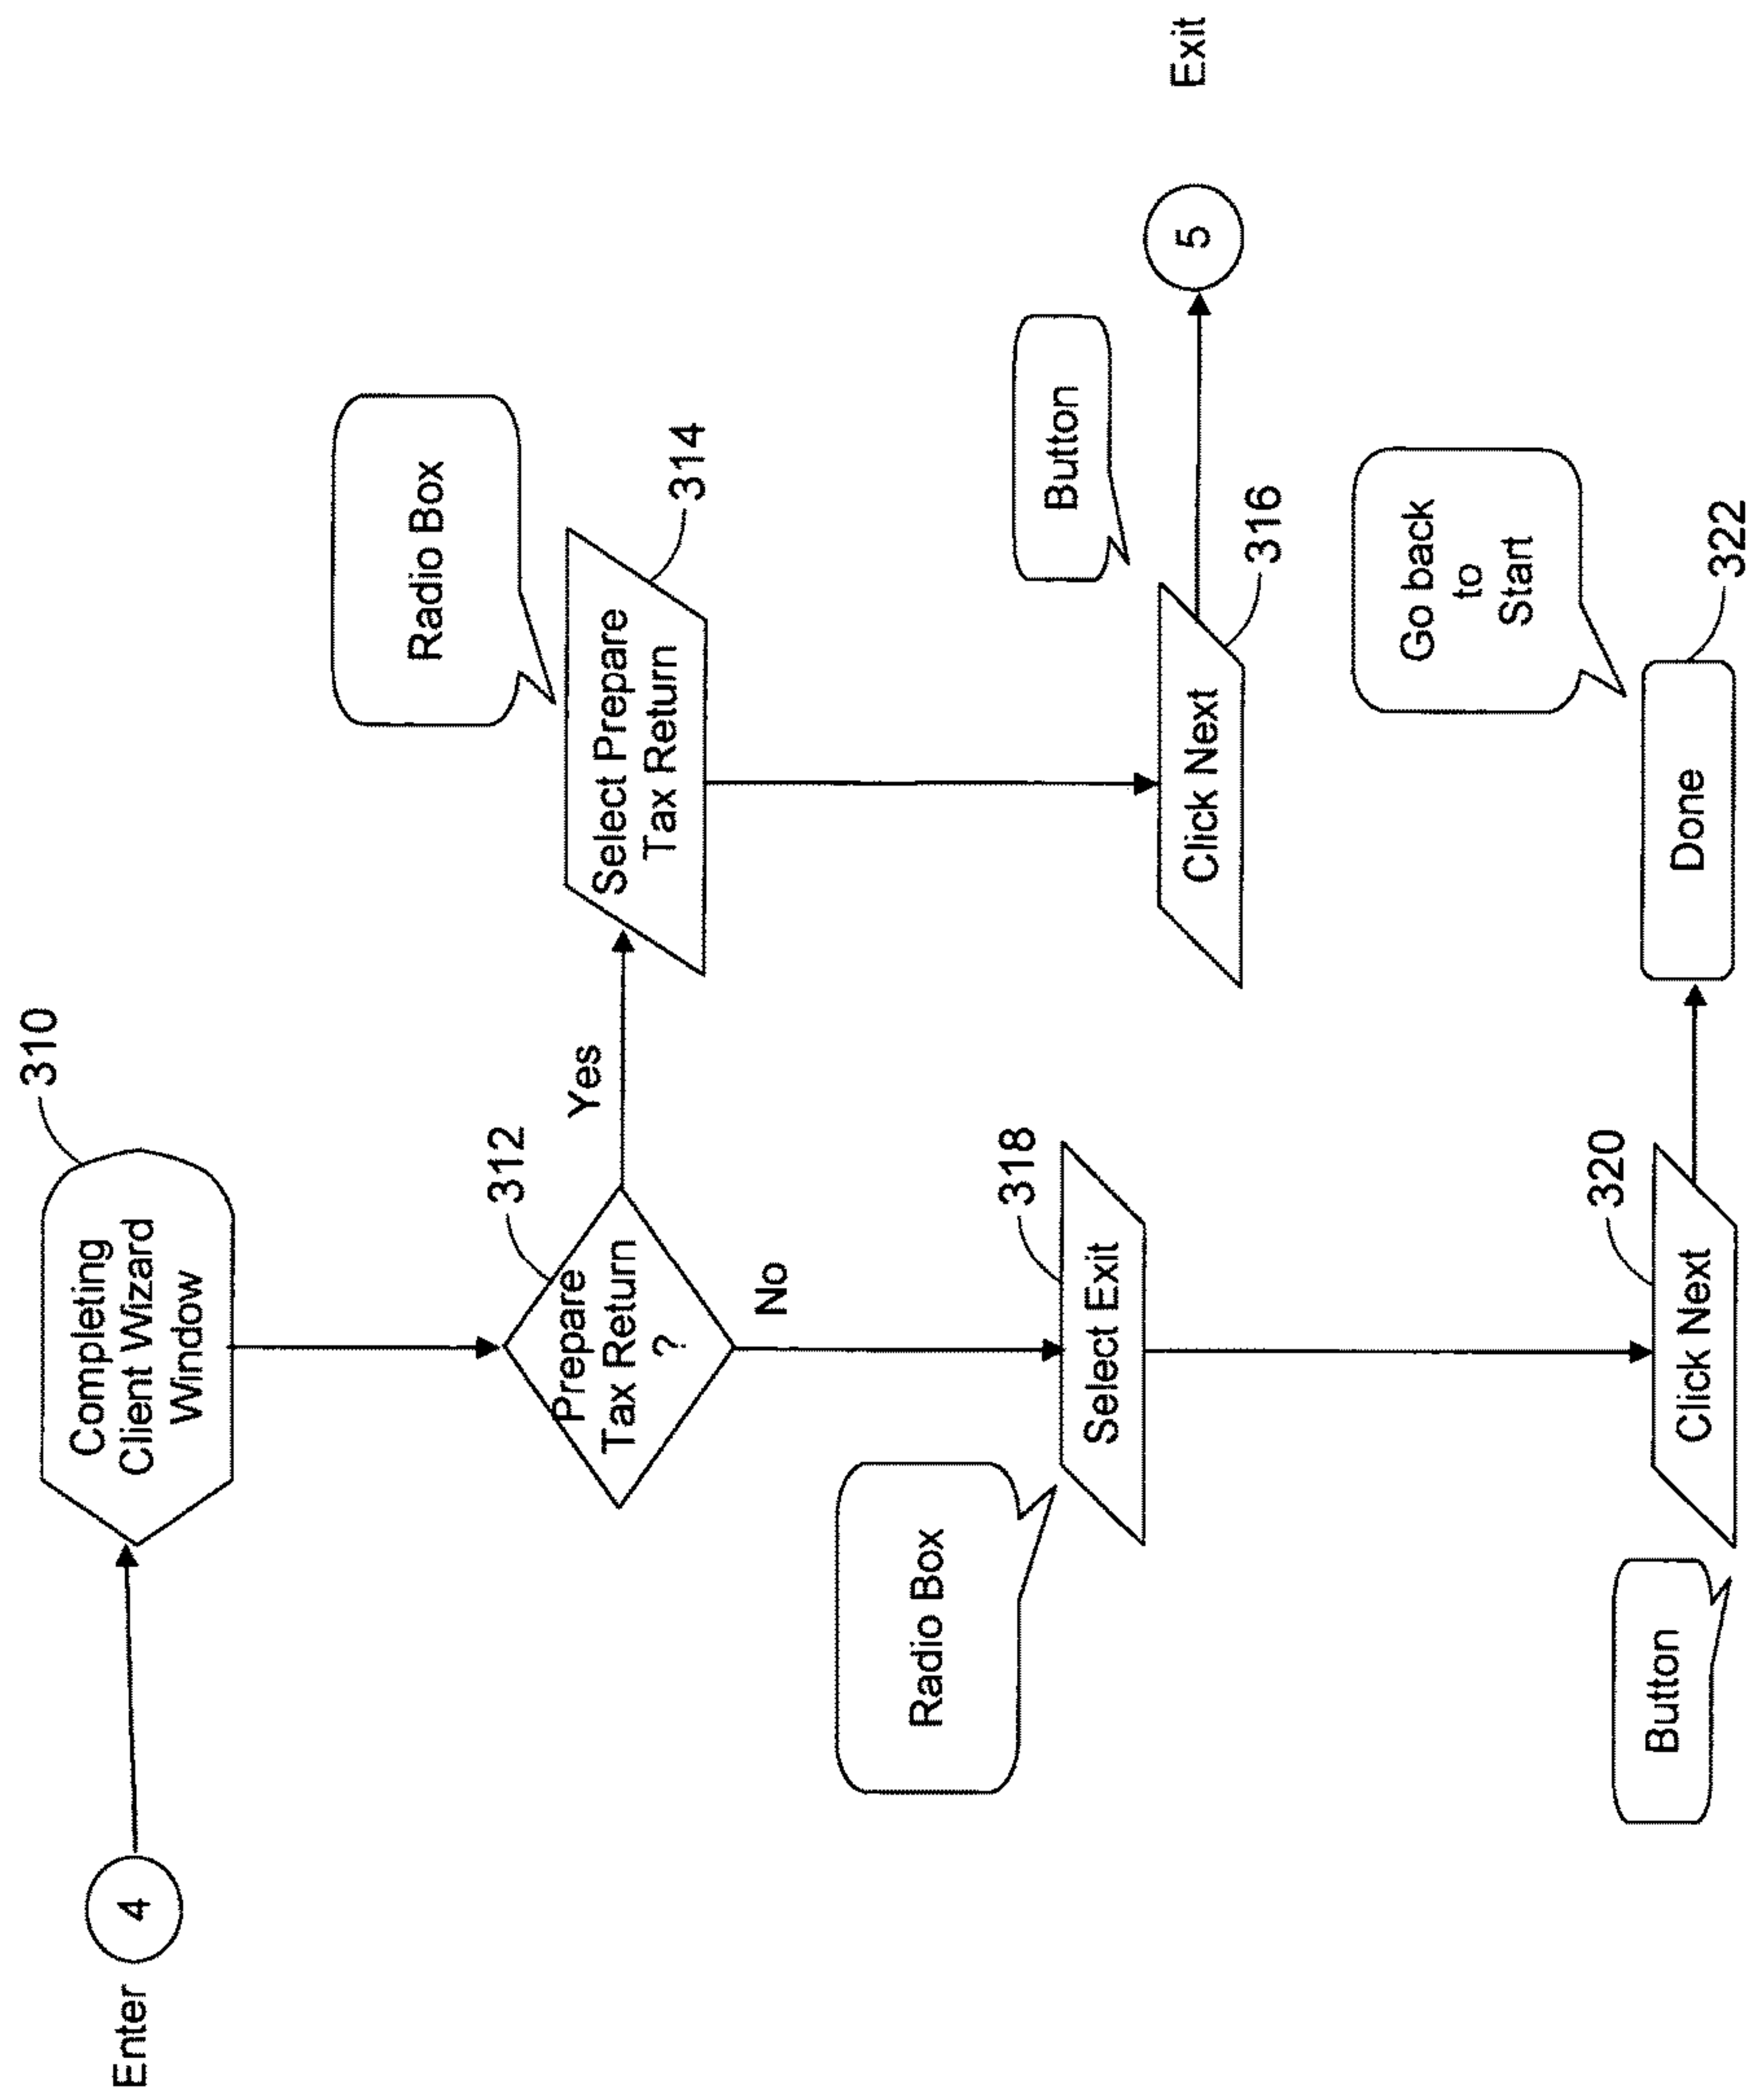 Enter
4
Completing
Client Wizard
Window
310
Prepare
Tax Return
?
312
Yes
No
Radio Box
Select Prepare
Tax Return
314
Button
Click Next
316
5
Exit
Radio Box
Select Exit
318
Button
Click Next
320
Go back
to
Start
Done
322